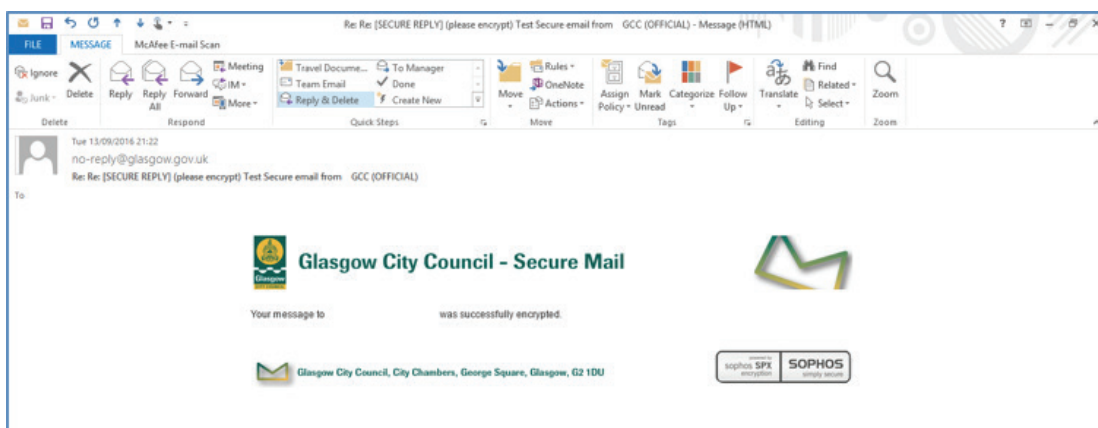 Re: Re: [SECURE REPLY] (please encrypt) Test Secure email from GCC (OFFICIAL) - Message (HTML)
FILE MESSAGE McAfee E-mail Scan
Ignore
Junk
Delete
Reply
Reply All
Forward
Meeting
IM
More
Travel Docume...
Team Email
Reply & Delete
To Manager
Done
Create New
Move
Rules
OneNote
Actions
Assign Policy
Mark Unread
Categorize
Follow Up
Translate
Find
Related
Select
Zoom
Delete Respond Quick Steps Move Tags Editing Zoom
Tue 13/09/2016 21:22
no-reply@glasgow.gov.uk
Re: Re: [SECURE REPLY] (please encrypt) Test Secure email from GCC (OFFICIAL)
To
Glasgow
CITY COUNCIL
Glasgow City Council - Secure Mail
Your message to was successfully encrypted.
Glasgow City Council, City Chambers, George Square, Glasgow, G2 1DU
powered by
sophos SPX
encryption
SOPHOS
simply secure